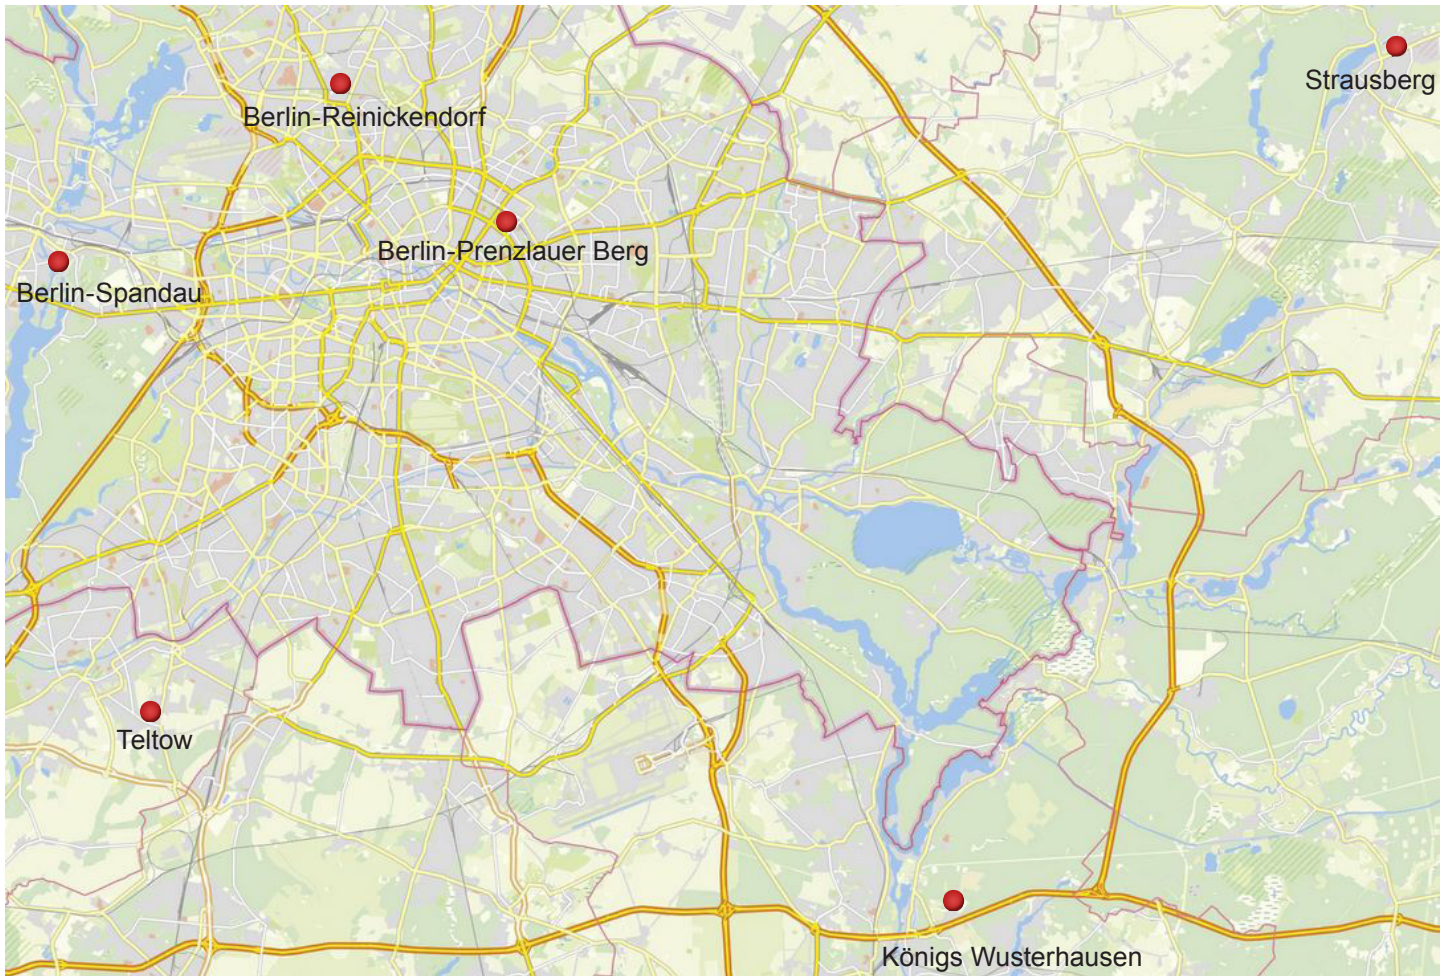 Strausberg
Berlin-Reinickendorf
Berlin-Prenzlauer Berg
Berlin-Spandau
Teltow
Königs Wusterhausen